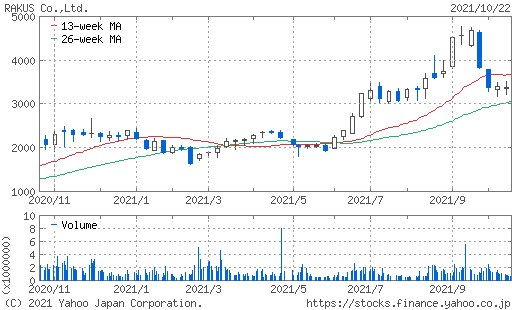 RAKUS Co.,Ltd. 2021/10/22
13-week MA
26-week MA
5000
4000
3000
2000
1000
2020/11 2021/1 2021/3 2021/5 2021/7 2021/9
Volume
10
8
6
4
2
0
(x1000000)
2020/11 2021/1 2021/3 2021/5 2021/7 2021/9
(C) 2021 Yahoo Japan Corporation. https://stocks.finance.yahoo.co.jp/